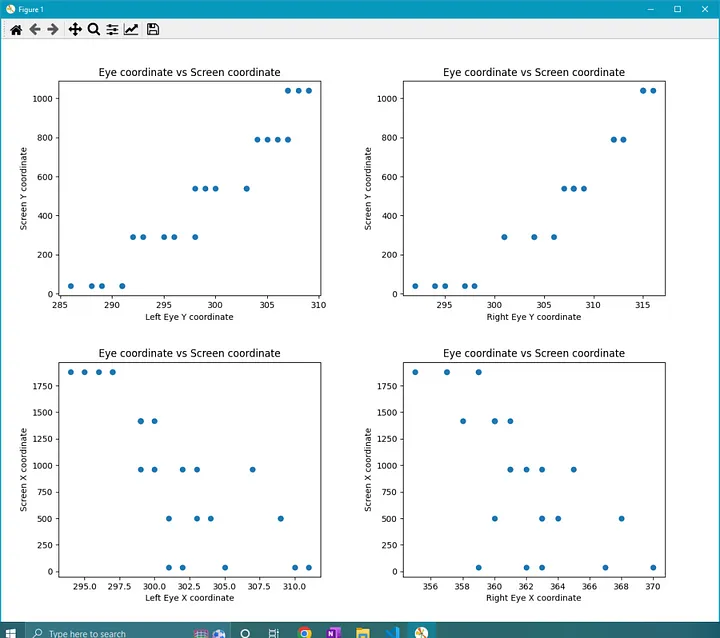 Figure 1
Eye coordinate vs Screen coordinate
Screen Y coordinate
1000
800
600
400
200
0
285 290 295 300 305 310
Left Eye Y coordinate
Eye coordinate vs Screen coordinate
Screen Y coordinate
1000
800
600
400
200
0
295 300 305 310 315
Right Eye Y coordinate
Eye coordinate vs Screen coordinate
Screen X coordinate
1750
1500
1250
1000
750
500
250
0
295.0 297.5 300.0 302.5 305.0 307.5 310.0
Left Eye X coordinate
Eye coordinate vs Screen coordinate
Screen X coordinate
1750
1500
1250
1000
750
500
250
0
356 358 360 362 364 366 368 370
Right Eye X coordinate
Type here to search